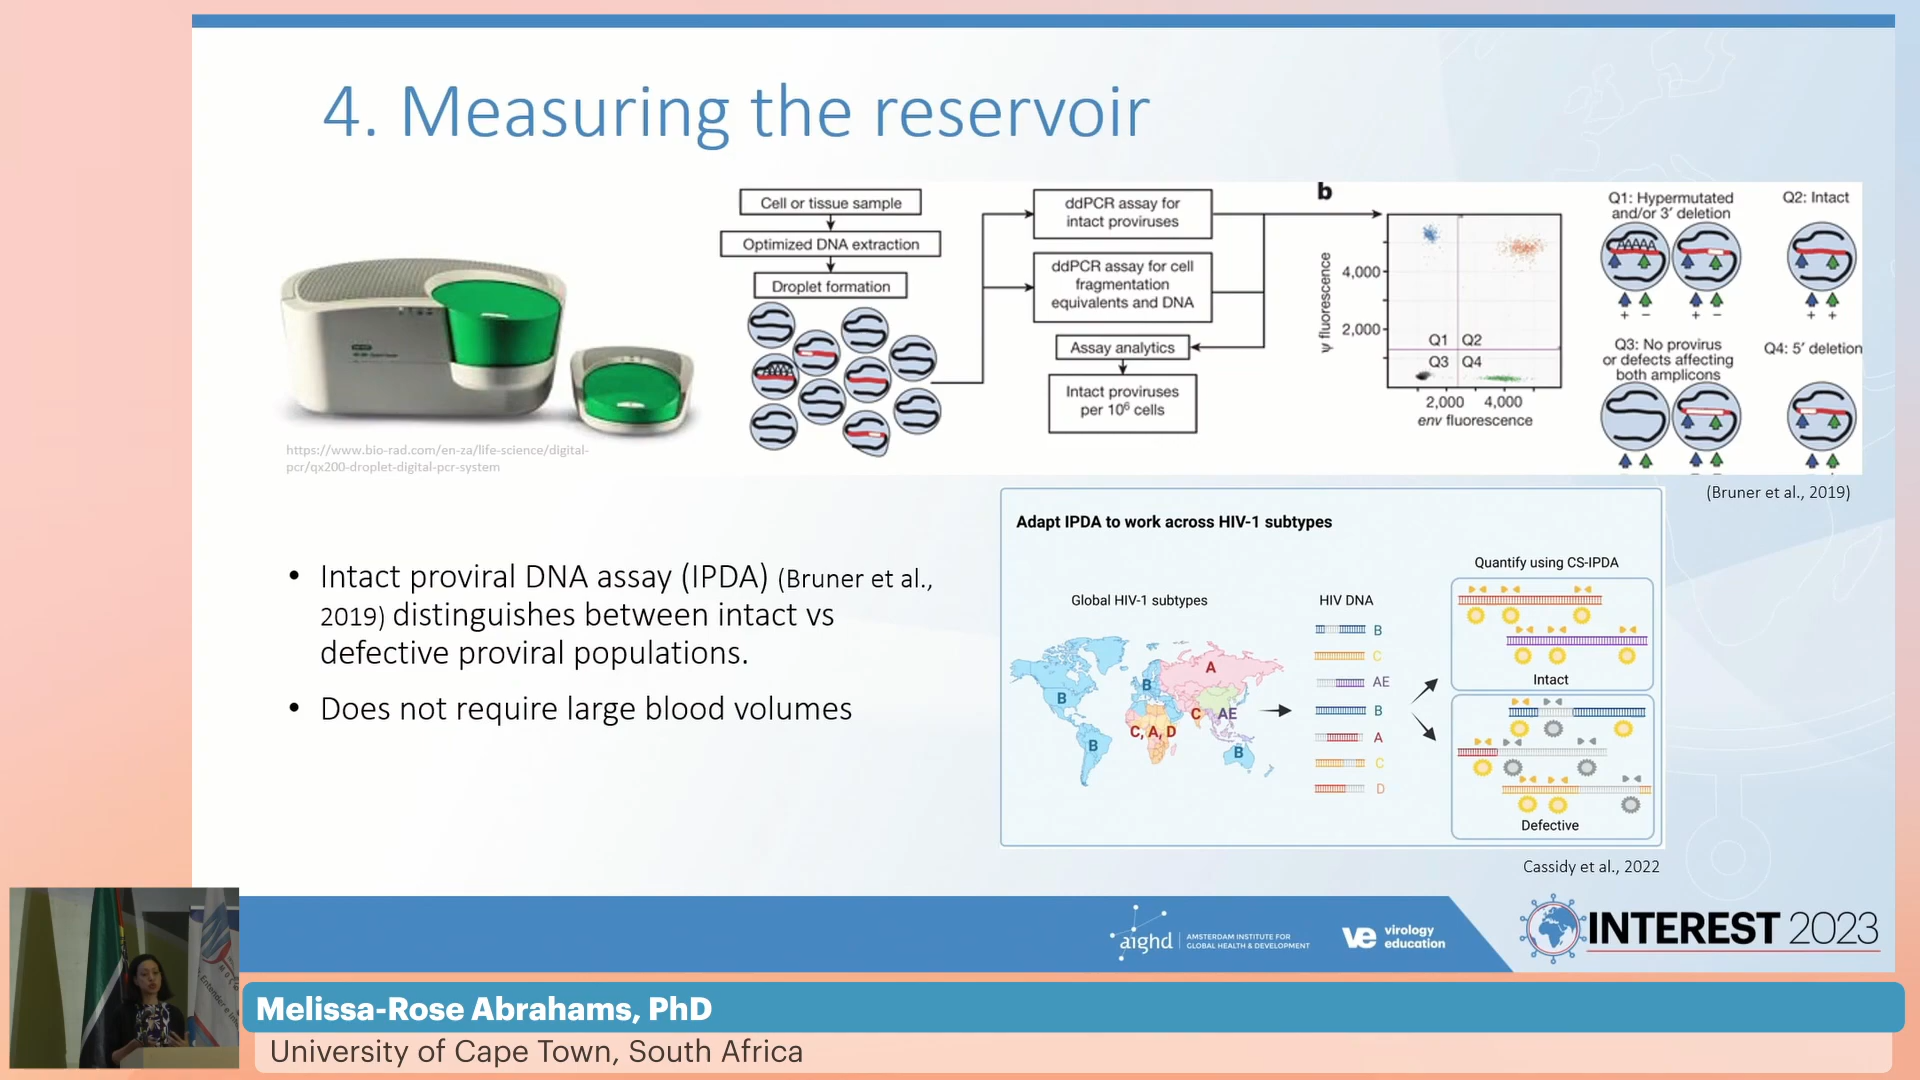 4. Measuring the reservoir
https://www.bio-rad.com/en-za/life-science/digital-
pcr/qx200-droplet-digital-pcr-system
Cell or tissue sample
Optimized DNA extraction
Droplet formation
ddPCR assay for
intact proviruses
ddPCR assay for cell
fragmentation
equivalents and DNA
Assay analytics
Intact proviruses
per 10⁶ cells
b
ψ fluorescence
4,000
2,000
Q1 Q2
Q3 Q4
2,000 4,000
env fluorescence
Q1: Hypermutated
and/or 3′ deletion
+ − + −
Q2: Intact
+ +
Q3: No provirus
or defects affecting
both amplicons
Q4: 5′ deletion
(Bruner et al., 2019)
• Intact proviral DNA assay (IPDA) (Bruner et al.,
2019) distinguishes between intact vs
defective proviral populations.
• Does not require large blood volumes
Adapt IPDA to work across HIV-1 subtypes
Global HIV-1 subtypes
B
B
A
C
AE
C, A, D
B
B
HIV DNA
B
C
AE
B
A
C
D
Quantify using CS-IPDA
Intact
Defective
Cassidy et al., 2022
aighd
AMSTERDAM INSTITUTE FOR
GLOBAL HEALTH & DEVELOPMENT
ve virology
education
INTEREST 2023
Melissa-Rose Abrahams, PhD
University of Cape Town, South Africa